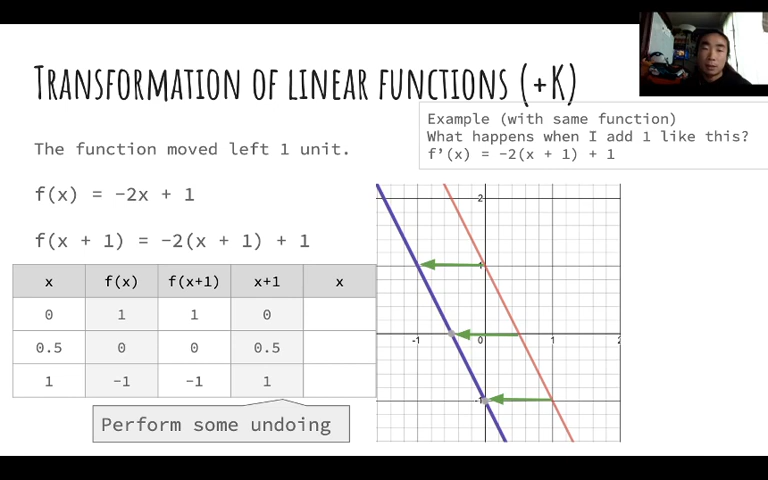 Transformation of linear functions (+K)
Example (with same function)
What happens when I add 1 like this?
f'(x) = -2(x + 1) + 1
The function moved left 1 unit.
f(x) = -2x + 1
f(x + 1) = -2(x + 1) + 1
x f(x) f(x+1) x+1 x
0 1 1 0
0.5 0 0 0.5
1 -1 -1 1
Perform some undoing
2
1
-1 0 1 2
-1